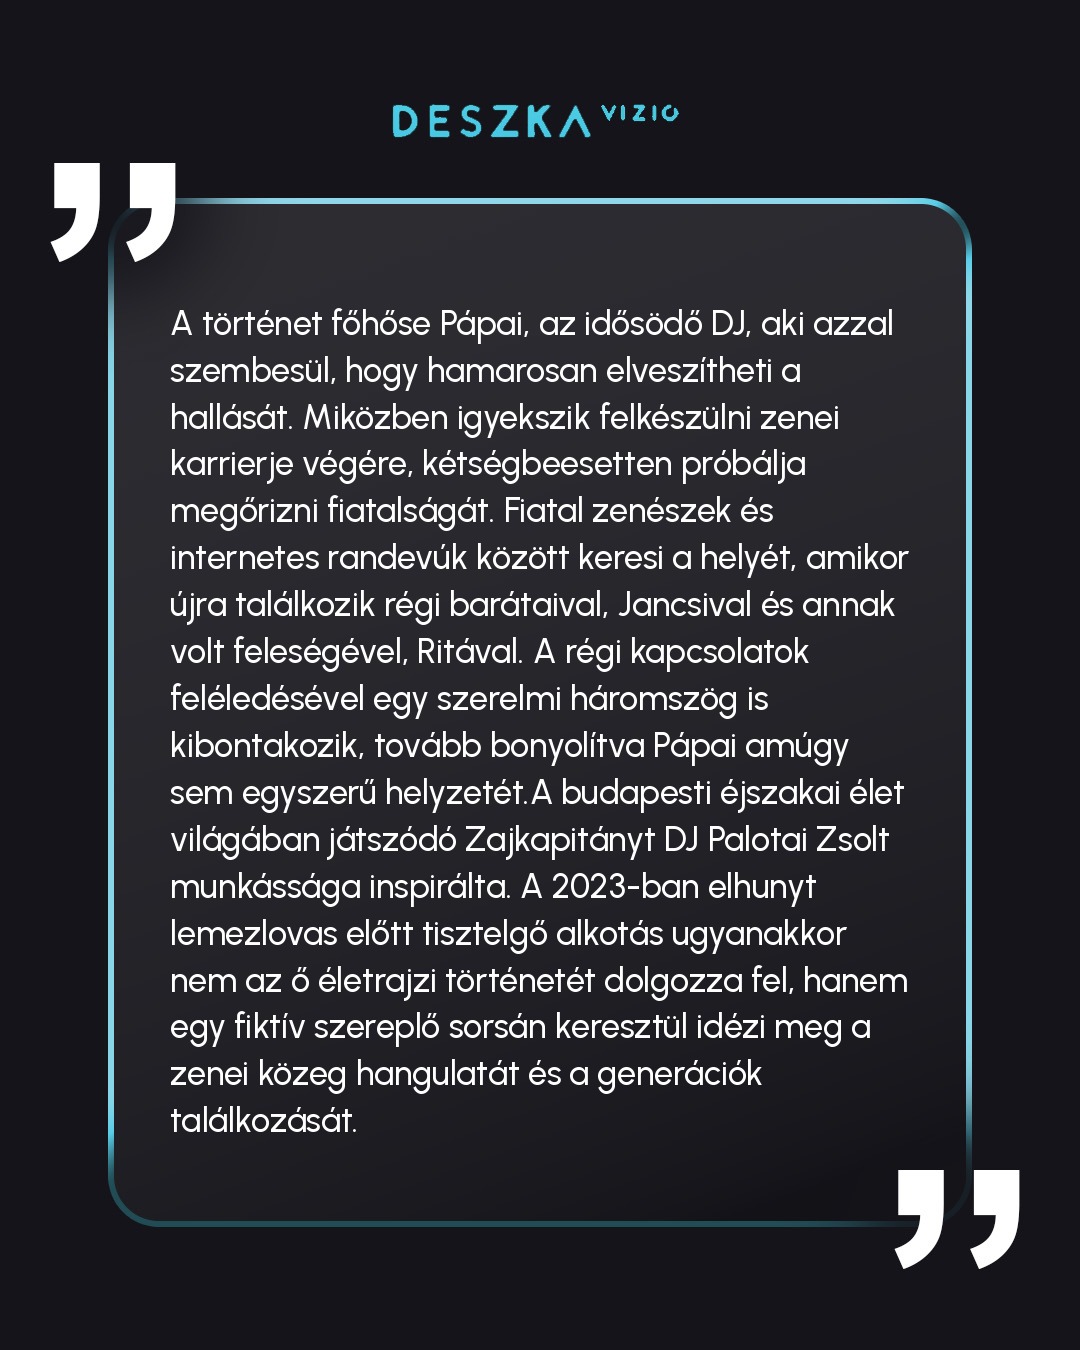 DESZKA VIZIO
”
A történet főhőse Pápai, az idősödő DJ, aki azzal
szembesül, hogy hamarosan elveszítheti a
hallását. Miközben igyekszik felkészülni zenei
karrierje végére, kétségbeesetten próbálja
megőrizni fiatalságát. Fiatal zenészek és
internetes randevúk között keresi a helyét, amikor
újra találkozik régi barátaival, Jancsival és annak
volt feleségével, Ritával. A régi kapcsolatok
feléledésével egy szerelmi háromszög is
kibontakozik, tovább bonyolítva Pápai amúgy
sem egyszerű helyzetét.A budapesti éjszakai élet
világában játszódó Zajkapitányt DJ Palotai Zsolt
munkássága inspirálta. A 2023-ban elhunyt
lemezlovas előtt tisztelgő alkotás ugyanakkor
nem az ő életrajzi történetét dolgozza fel, hanem
egy fiktív szereplő sorsán keresztül idézi meg a
zenei közeg hangulatát és a generációk
találkozását.
”